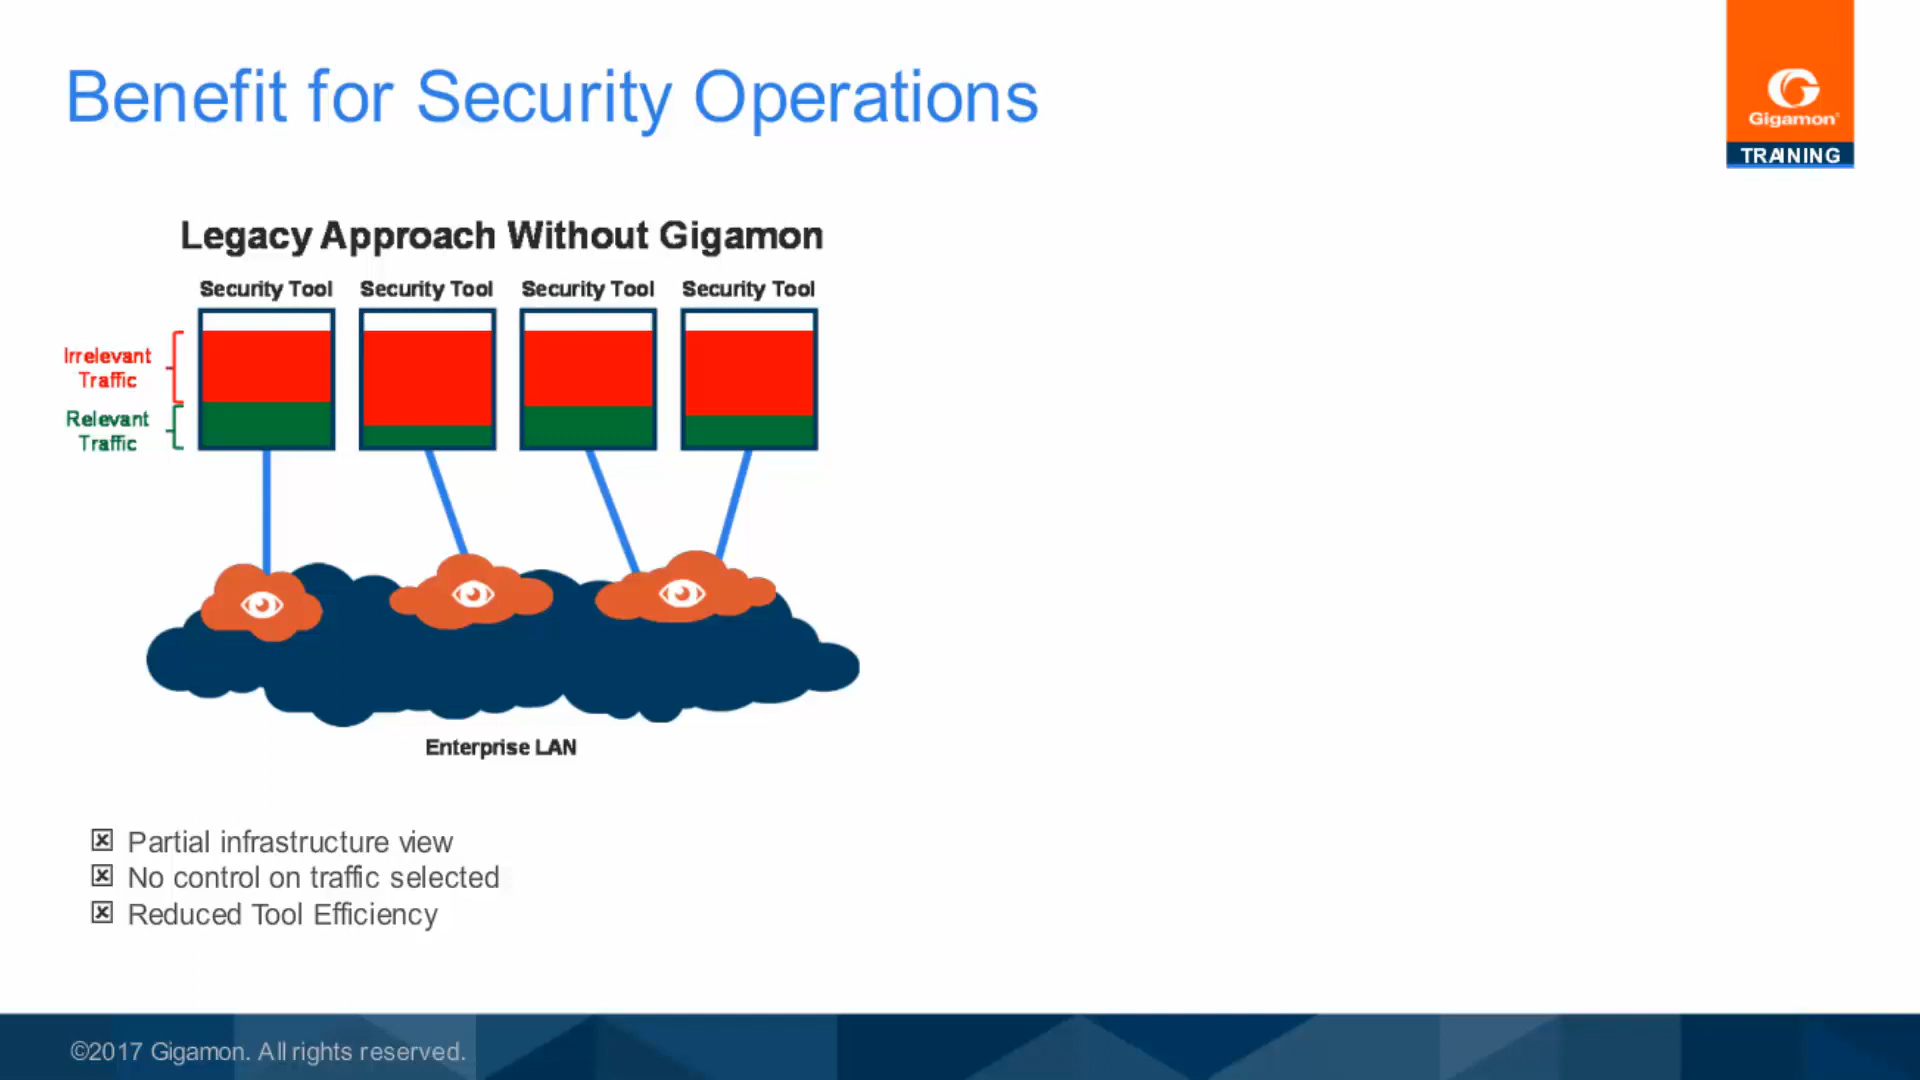 Benefit for Security Operations
Gigamon®
TRAINING
Legacy Approach Without Gigamon
Security Tool Security Tool Security Tool Security Tool
Irrelevant
Traffic
Relevant
Traffic
Enterprise LAN
Partial infrastructure view
No control on traffic selected
Reduced Tool Efficiency
©2017 Gigamon. All rights reserved.